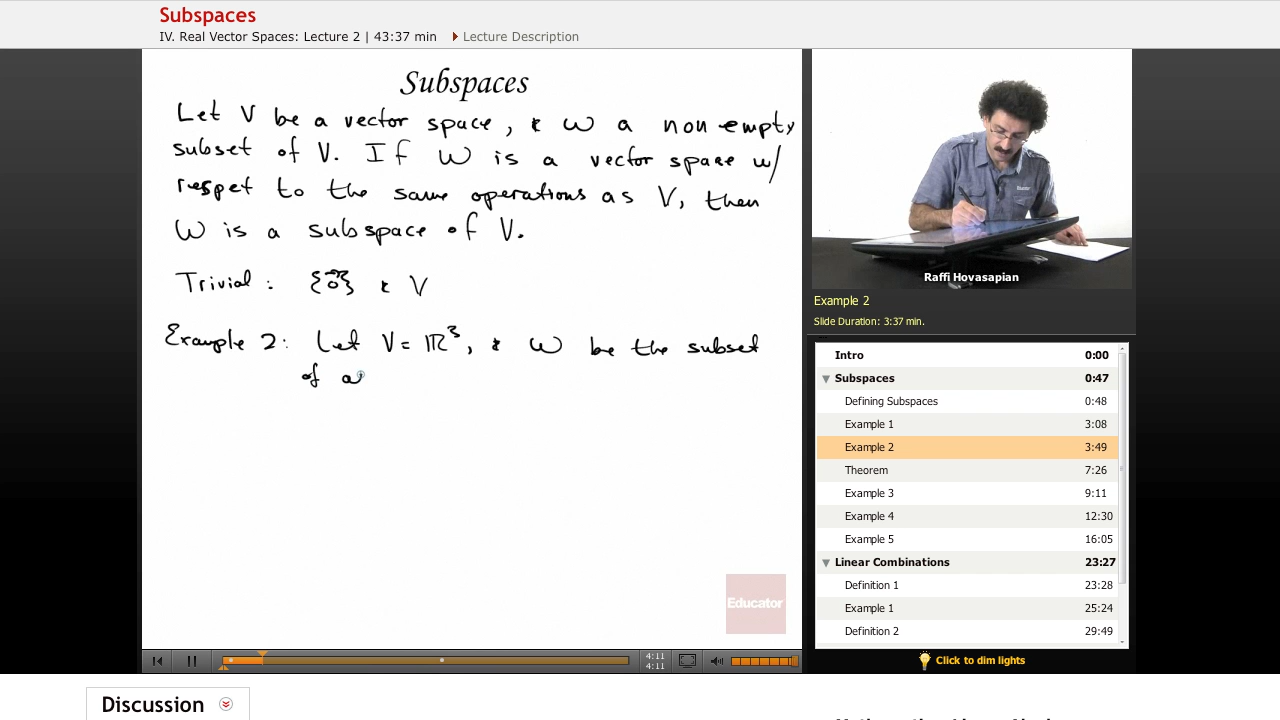 Subspaces
IV. Real Vector Spaces: Lecture 2 | 43:37 min Lecture Description
Subspaces
Let V be a vector space, & W a non empty
subset of V. If W is a vector space w/
respet to the same operations as V, then
W is a subspace of V.
Trivial: {0⃗} & V
Example 2: Let V = ℝ³, & W be the subset
of a
Educator
4:11
4:11
Raffi Hovasapian
Example 2
Slide Duration: 3:37 min.
Intro 0:00
Subspaces 0:47
Defining Subspaces 0:48
Example 1 3:08
Example 2 3:49
Theorem 7:26
Example 3 9:11
Example 4 12:30
Example 5 16:05
Linear Combinations 23:27
Definition 1 23:28
Example 1 25:24
Definition 2 29:49
Click to dim lights
Discussion